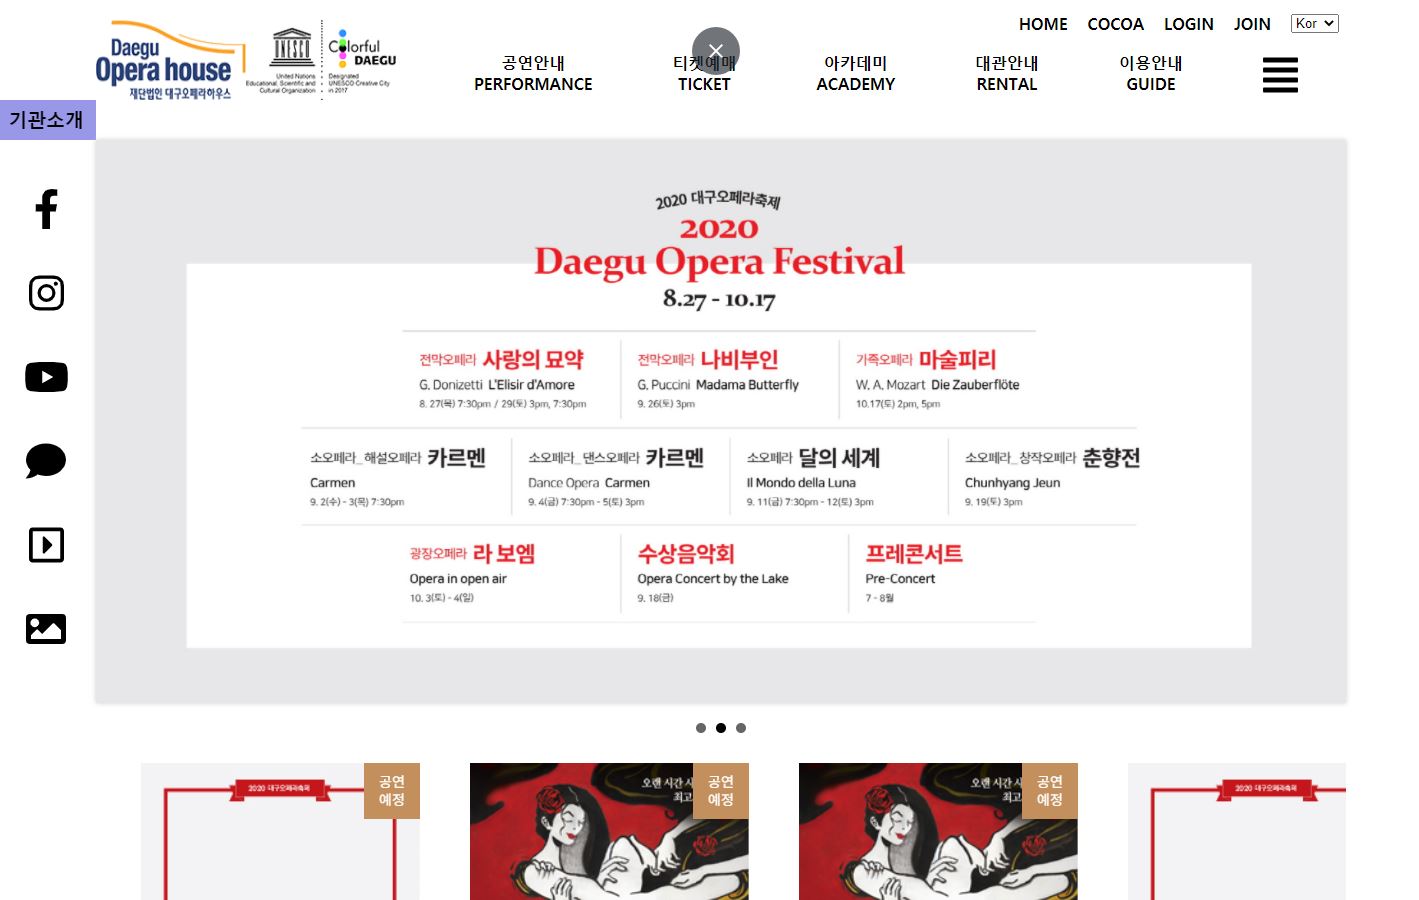 HOME COCOA LOGIN JOIN Kor
Daegu
Opera house
재단법인 대구오페라하우스
UNESCO
United Nations
Educational, Scientific and
Cultural Organization
Colorful
DAEGU
Designated
UNESCO Creative City
in 2017
공연안내
PERFORMANCE
티켓예매
TICKET
아카데미
ACADEMY
대관안내
RENTAL
이용안내
GUIDE
기관소개
2020 대구오페라축제
2020
Daegu Opera Festival
8.27 - 10.17
전막오페라 사랑의 묘약
G. Donizetti L'Elisir d'Amore
8. 27(목) 7:30pm / 29(토) 3pm, 7:30pm
전막오페라 나비부인
G. Puccini Madama Butterfly
9. 26(토) 3pm
가족오페라 마술피리
W. A. Mozart Die Zauberflöte
10.17(토) 2pm, 5pm
소오페라_해설오페라 카르멘
Carmen
9. 2(수) - 3(목) 7:30pm
소오페라_댄스오페라 카르멘
Dance Opera Carmen
9. 4(금) 7:30pm - 5(토) 3pm
소오페라 달의 세계
Il Mondo della Luna
9. 11(금) 7:30pm - 12(토) 3pm
소오페라_창작오페라 춘향전
Chunhyang Jeun
9. 19(토) 3pm
광장오페라 라 보엠
Opera in open air
10. 3(토) - 4(일)
수상음악회
Opera Concert by the Lake
9. 18(금)
프레콘서트
Pre-Concert
7 - 8월
2020 대구오페라축제
공연
예정
오랜 시간 사
최고
공연
예정
오랜 시간 사
최고
공연
예정
2020 대구오페라축제